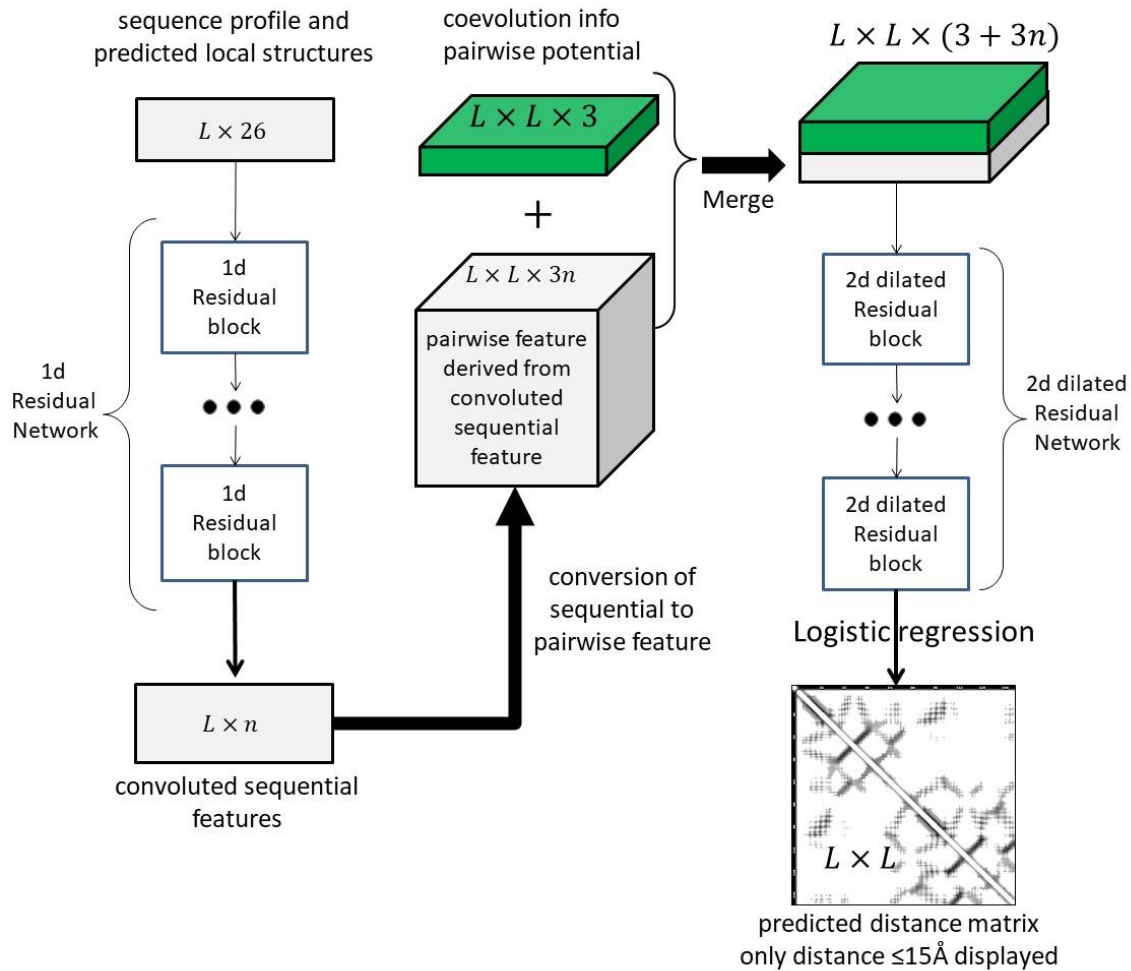 sequence profile and
predicted local structures
L × 26
1d
Residual
block
1d
Residual
Network
1d
Residual
block
L × n
convoluted sequential
features
coevolution info
pairwise potential
L × L × 3
+
L × L × 3n
pairwise feature
derived from
convoluted
sequential
feature
conversion of
sequential to
pairwise feature
Merge
L × L × (3 + 3n)
2d dilated
Residual
block
2d dilated
Residual
Network
2d dilated
Residual
block
Logistic regression
L × L
predicted distance matrix
only distance ≤15Å displayed